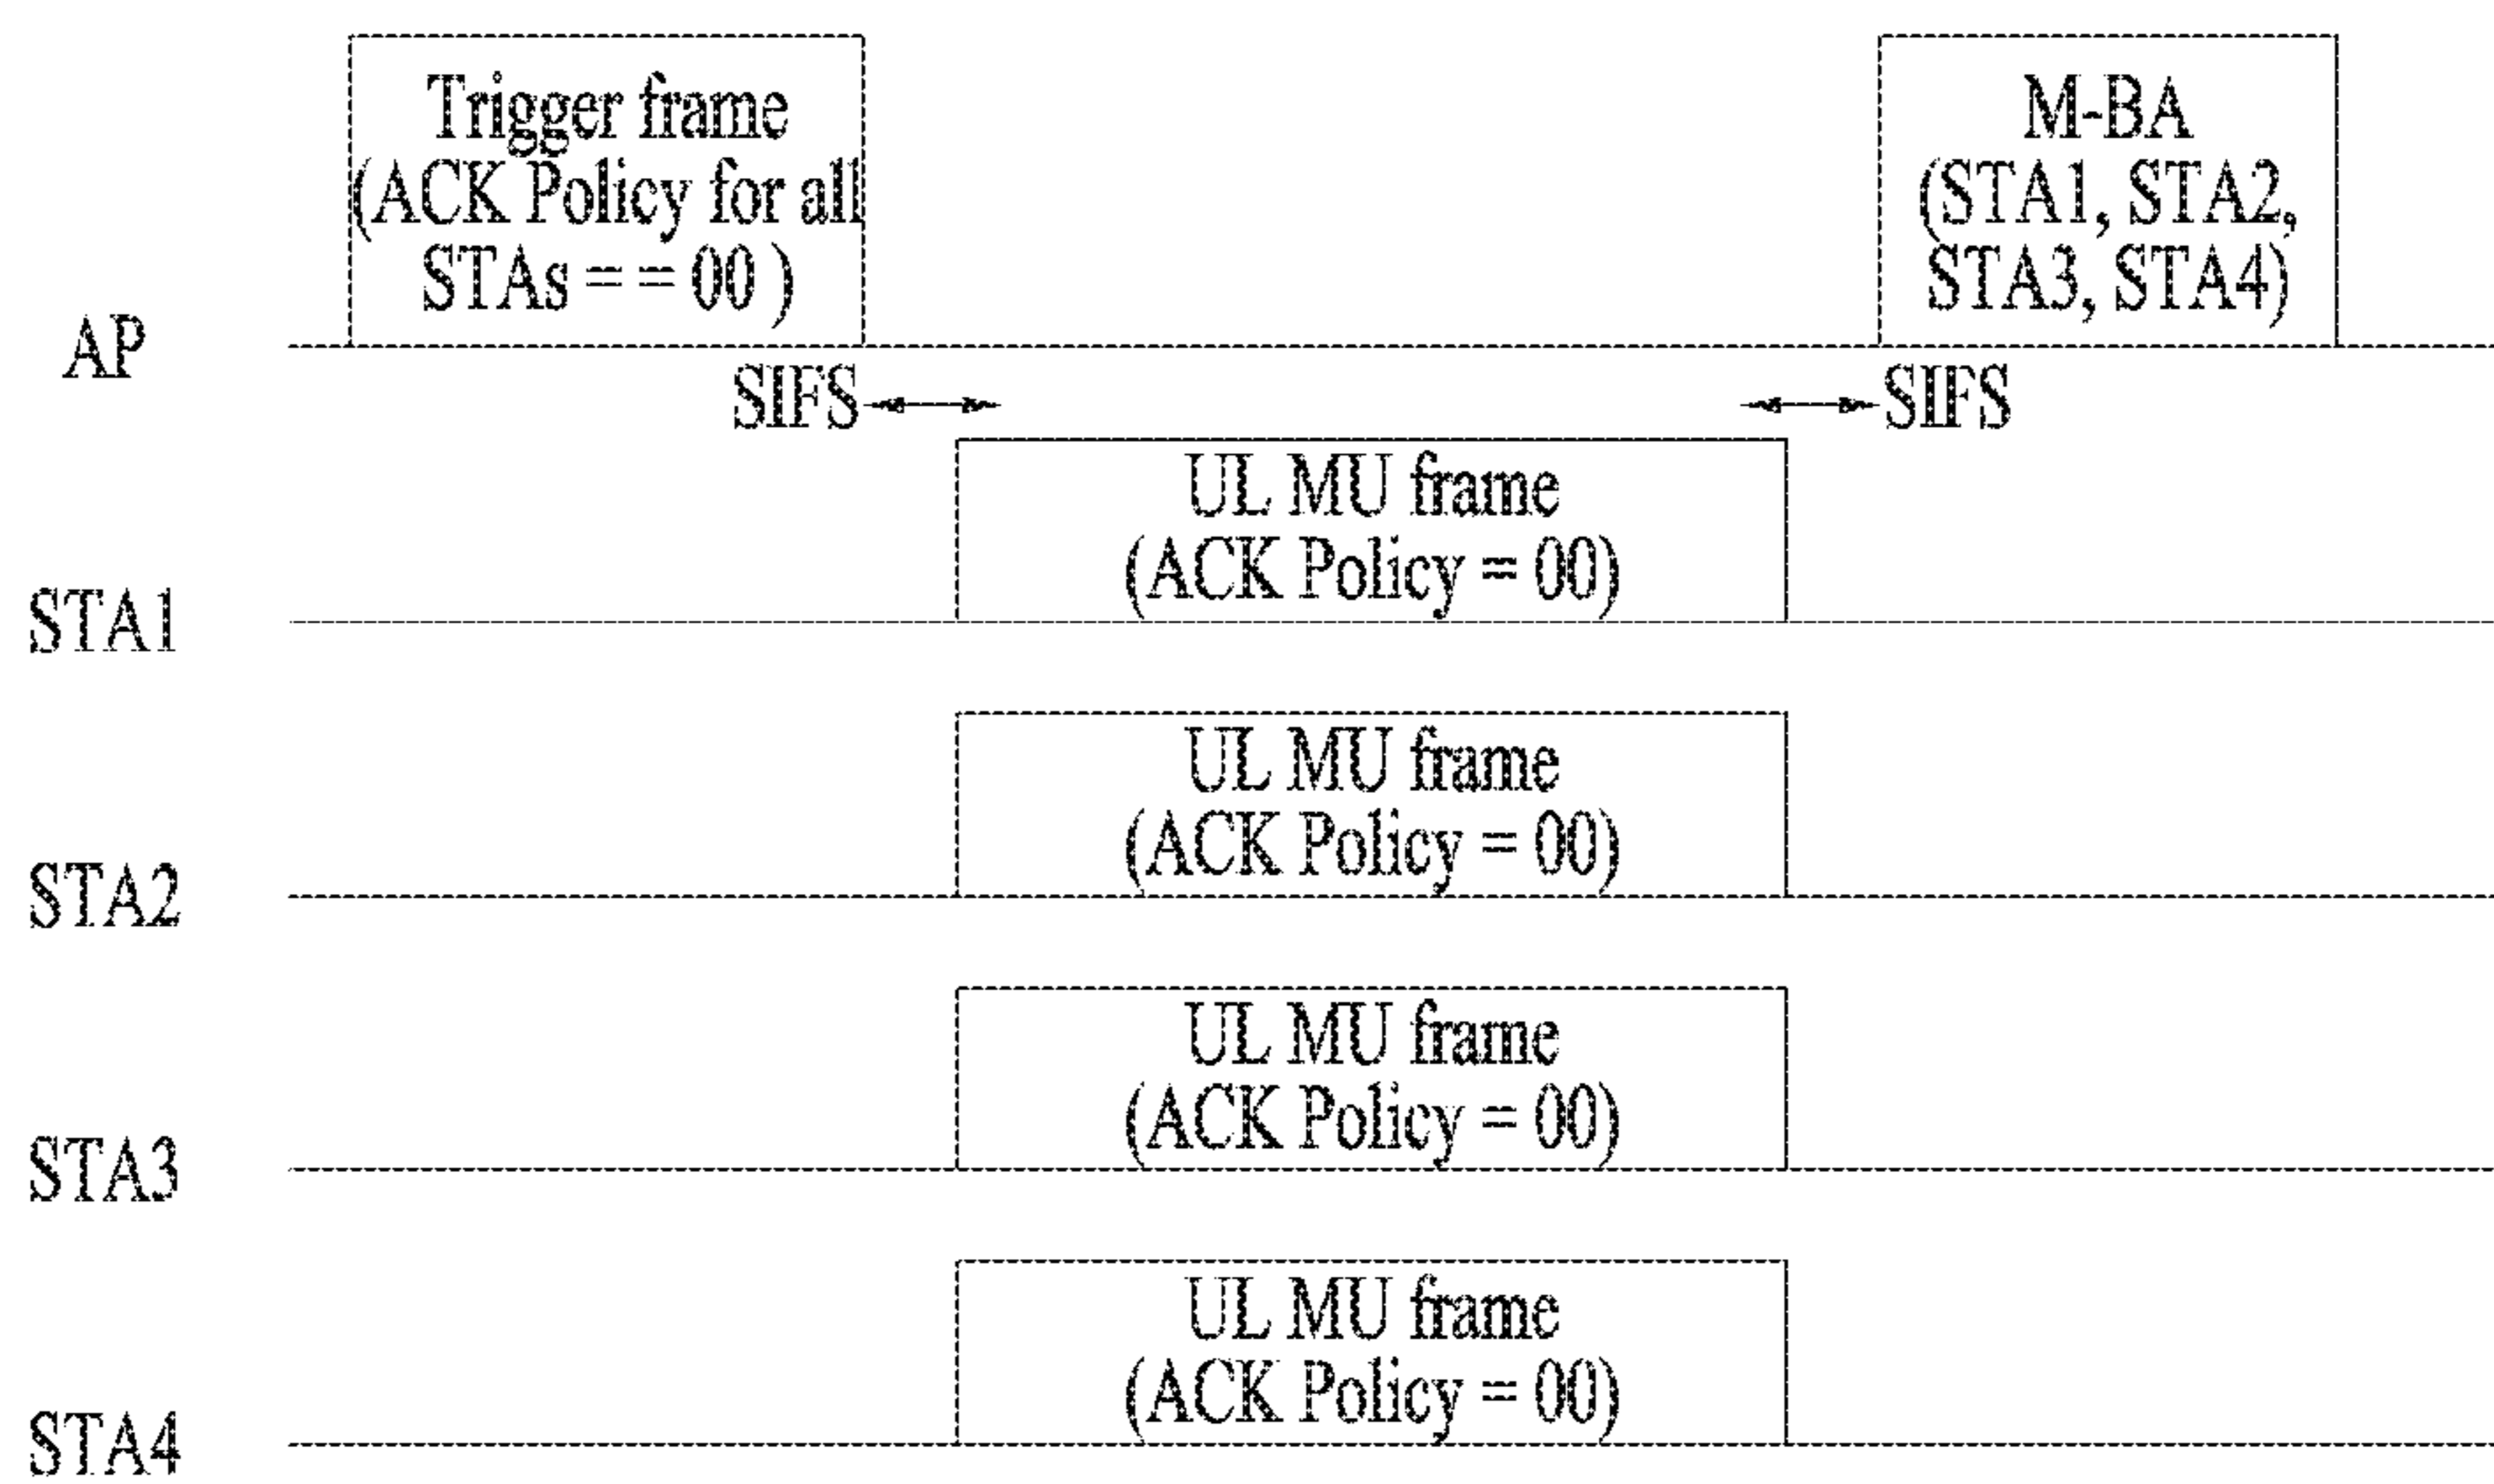 Trigger frame
(ACK Policy for all
STAs = = 00 )
M-BA
(STA1, STA2,
STA3, STA4)
AP
SIFS
SIFS
UL MU frame
(ACK Policy = 00)
STA1
UL MU frame
(ACK Policy = 00)
STA2
UL MU frame
(ACK Policy = 00)
STA3
UL MU frame
(ACK Policy = 00)
STA4